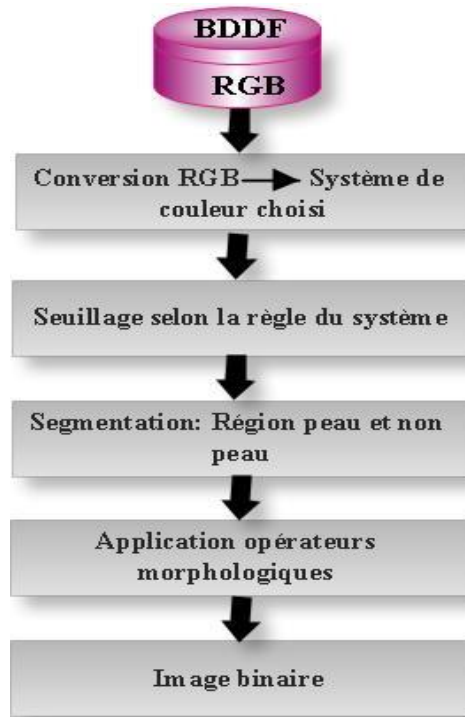 BDDF
RGB
Conversion RGB → Système de
couleur choisi
Seuillage selon la règle du système
Segmentation: Région peau et non
peau
Application opérateurs
morphologiques
Image binaire